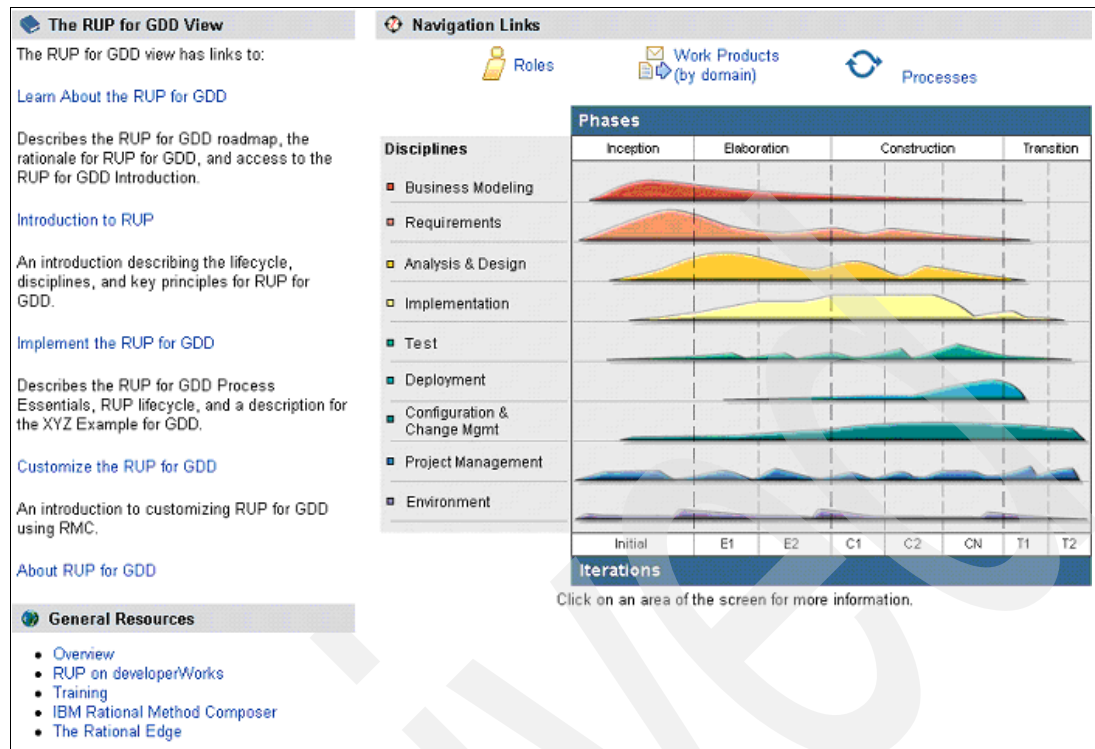 The RUP for GDD View
The RUP for GDD view has links to:
Learn About the RUP for GDD
Describes the RUP for GDD roadmap, the
rationale for RUP for GDD, and access to the
RUP for GDD Introduction.
Introduction to RUP
An introduction describing the lifecycle,
disciplines, and key principles for RUP for
GDD.
Implement the RUP for GDD
Describes the RUP for GDD Process
Essentials, RUP lifecycle, and a description for
the XYZ Example for GDD.
Customize the RUP for GDD
An introduction to customizing RUP for GDD
using RMC.
About RUP for GDD
General Resources
Overview
RUP on developerWorks
Training
IBM Rational Method Composer
The Rational Edge
Navigation Links
Roles
Work Products
(by domain)
Processes
Phases
Disciplines
Inception Elaboration Construction Transition
Business Modeling
Requirements
Analysis & Design
Implementation
Test
Deployment
Configuration &
Change Mgmt
Project Management
Environment
Initial E1 E2 C1 C2 CN T1 T2
Iterations
Click on an area of the screen for more information.